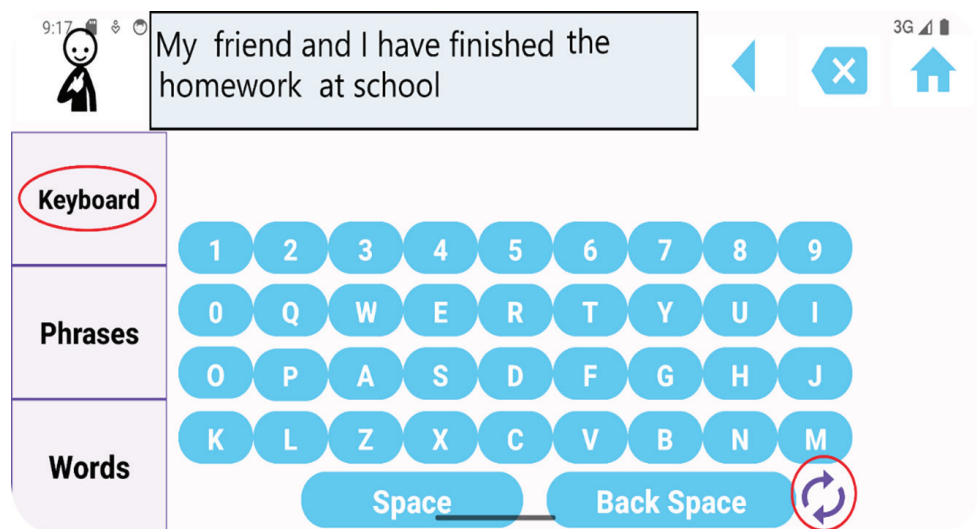 9:17
3G
My friend and I have finished the
homework at school
Keyboard
Phrases
Words
1 2 3 4 5 6 7 8 9
0 Q W E R T Y U I
O P A S D F G H J
K L Z X C V B N M
Space Back Space